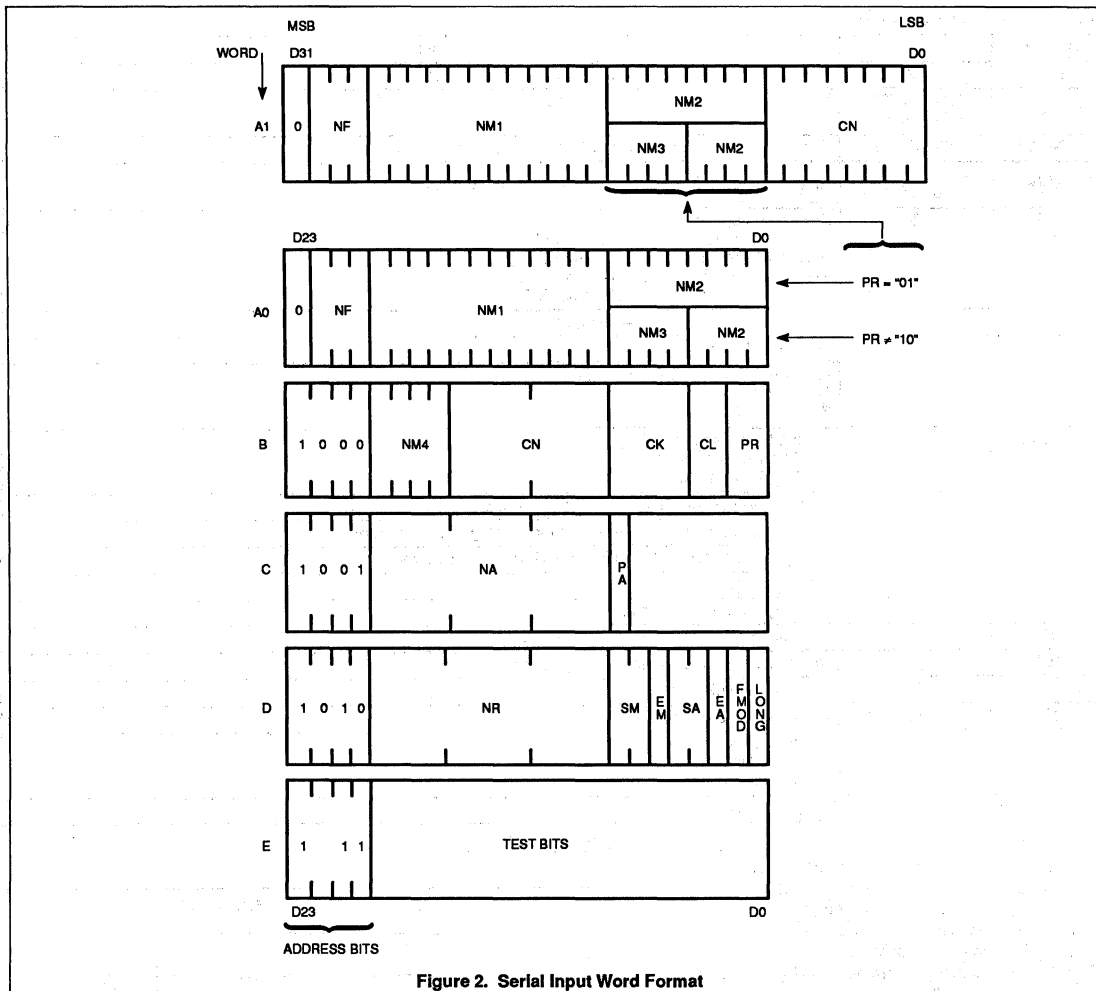 MSB LSB
WORD D31 D0
A1 0 NF NM1 NM2 CN
NM3 NM2
D23 D0
A0 0 NF NM1 NM2 PR = "01"
NM3 NM2 PR ≠ "10"
B 1 0 0 0 NM4 CN CK CL PR
C 1 0 0 1 NA PA
D 1 0 1 0 NR SM EM SA EA FMOD LONG
E 1 1 1 TEST BITS
D23 D0
ADDRESS BITS
Figure 2. Serial Input Word Format